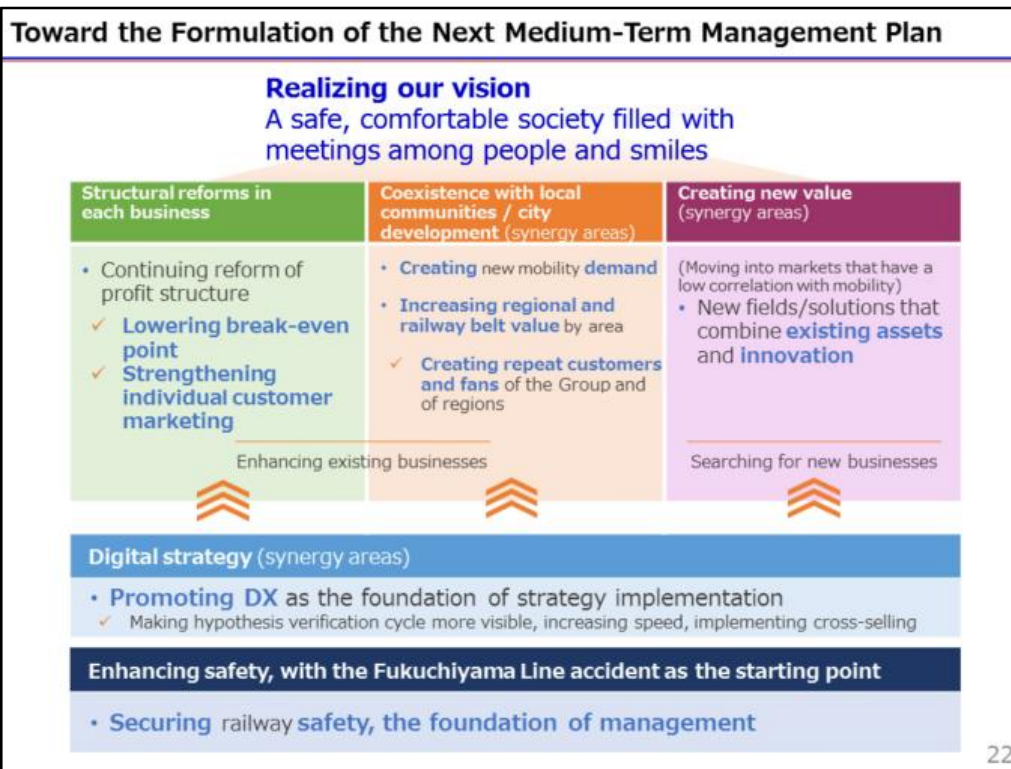 Toward the Formulation of the Next Medium-Term Management Plan
Realizing our vision
A safe, comfortable society filled with
meetings among people and smiles
Structural reforms in
each business
• Continuing reform of
profit structure
✓ Lowering break-even
point
✓ Strengthening
individual customer
marketing
Coexistence with local
communities / city
development (synergy areas)
• Creating new mobility demand
• Increasing regional and
railway belt value by area
✓ Creating repeat customers
and fans of the Group and
of regions
Enhancing existing businesses
Creating new value
(synergy areas)
(Moving into markets that have a
low correlation with mobility)
• New fields/solutions that
combine existing assets
and innovation
Searching for new businesses
Digital strategy (synergy areas)
• Promoting DX as the foundation of strategy implementation
✓ Making hypothesis verification cycle more visible, increasing speed, implementing cross-selling
Enhancing safety, with the Fukuchiyama Line accident as the starting point
• Securing railway safety, the foundation of management
22